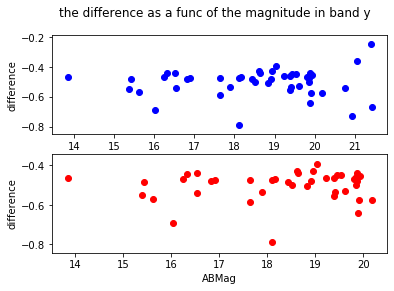 the difference as a func of the magnitude in band y
−0.2
−0.4
−0.6
−0.8
difference
14 15 16 17 18 19 20 21
−0.4
−0.6
−0.8
difference
14 15 16 17 18 19 20
ABMag